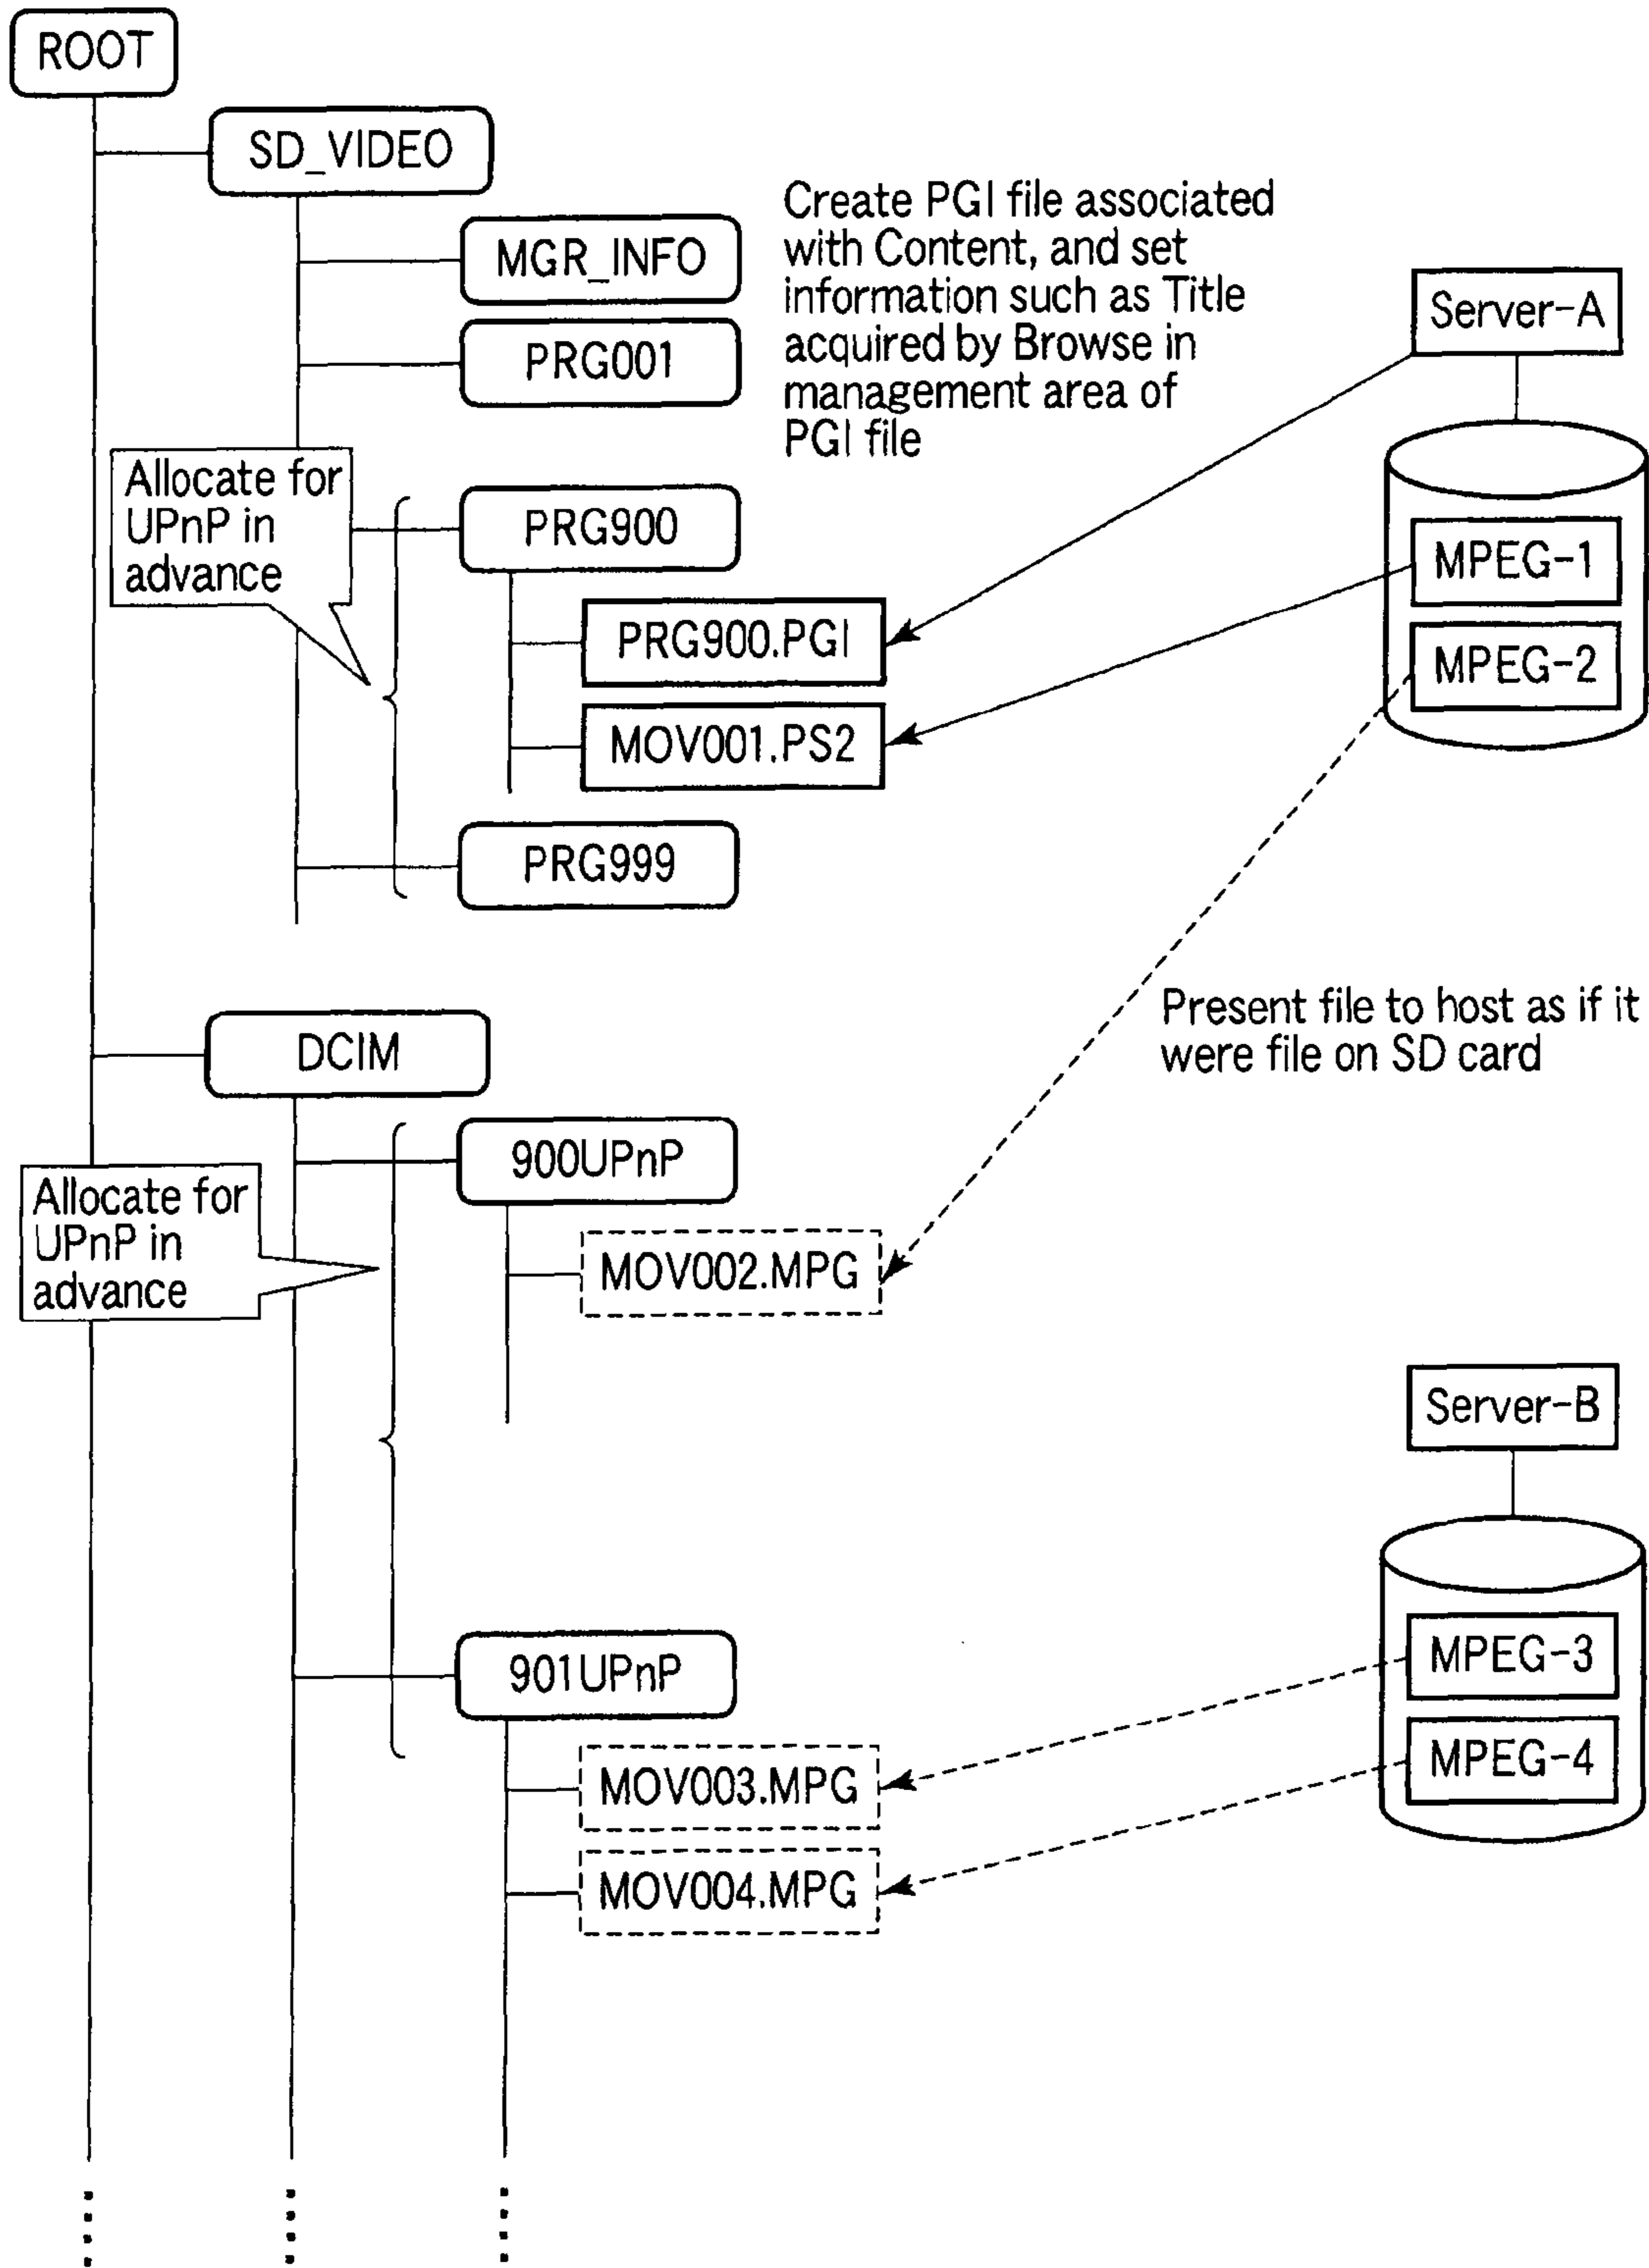 ROOT
SD_VIDEO
MGR_INFO
PRG001
Create PGI file associated
with Content, and set
information such as Title
acquired by Browse in
management area of
PGI file
Server-A
Allocate for
UPnP in
advance
PRG900
PRG900.PGI
MOV001.PS2
PRG999
MPEG-1
MPEG-2
DCIM
Present file to host as if it
were file on SD card
900UPnP
Allocate for
UPnP in
advance
MOV002.MPG
Server-B
901UPnP
MOV003.MPG
MOV004.MPG
MPEG-3
MPEG-4